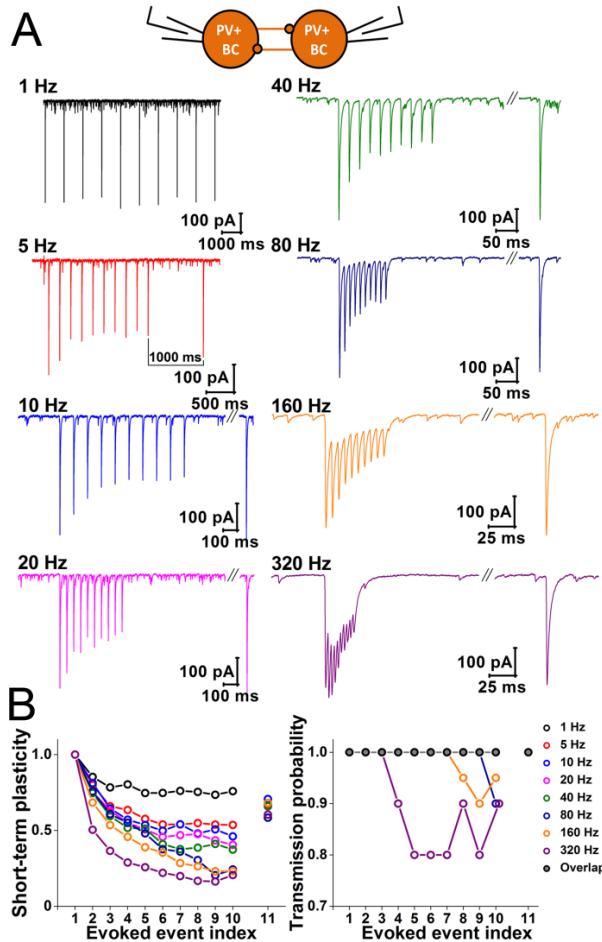 A
PV+
BC
PV+
BC
1 Hz
100 pA
1000 ms
40 Hz
//
100 pA
50 ms
5 Hz
1000 ms
100 pA
500 ms
80 Hz
//
100 pA
50 ms
10 Hz
//
100 pA
100 ms
160 Hz
//
100 pA
25 ms
20 Hz
//
100 pA
100 ms
320 Hz
//
100 pA
25 ms
B
Short-term plasticity
1.0
0.5
0
1 2 3 4 5 6 7 8 9 10 11
Evoked event index
Transmission probability
1.0
0.9
0.8
0.7
1 2 3 4 5 6 7 8 9 10 11
Evoked event index
1 Hz
5 Hz
10 Hz
20 Hz
40 Hz
80 Hz
160 Hz
320 Hz
Overlap